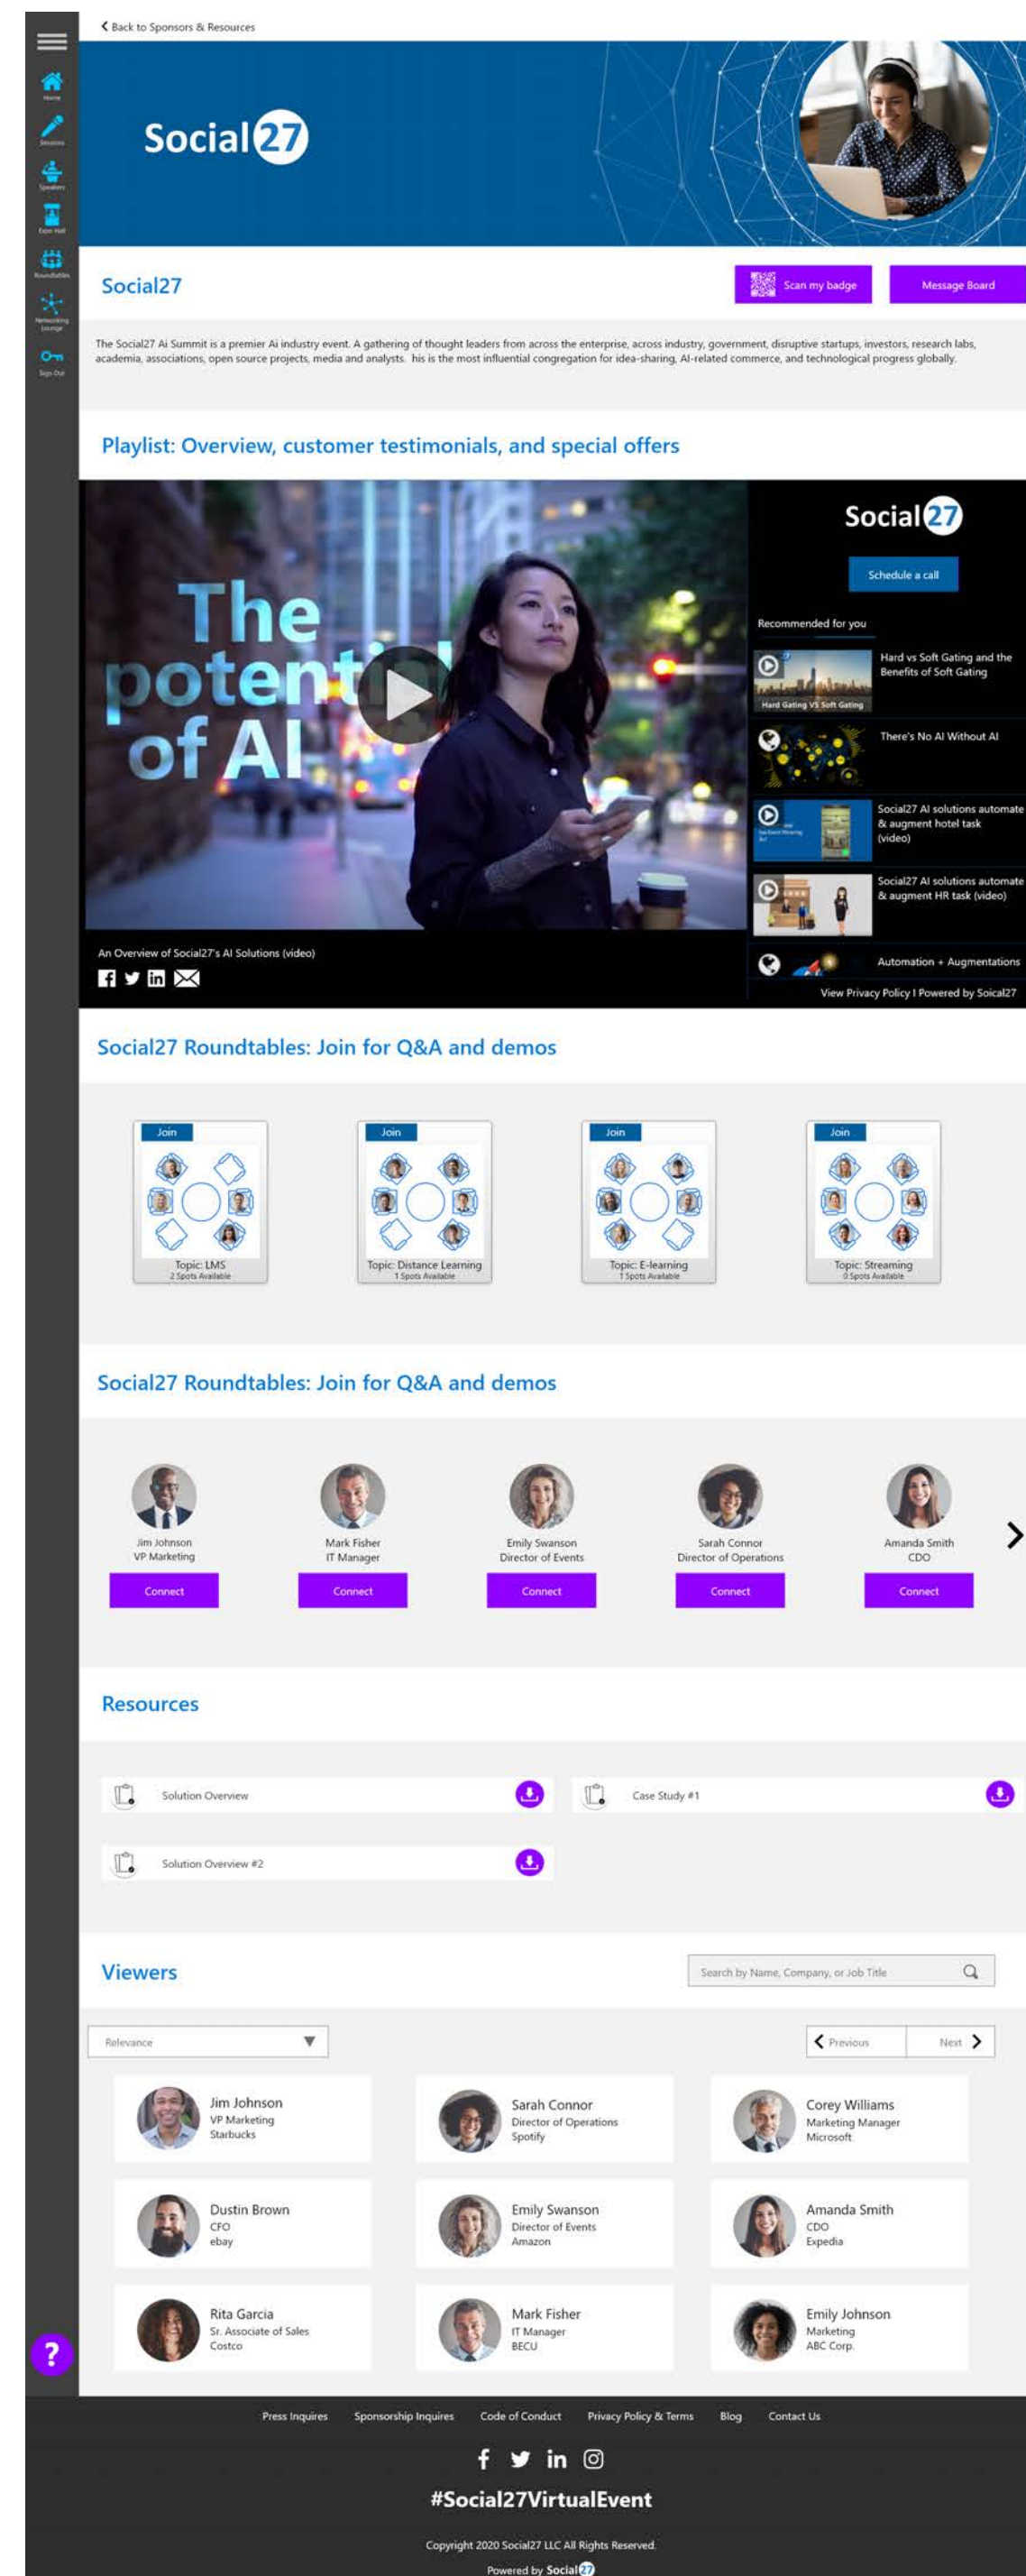 Back to Sponsors & Resources
Home
Sessions
Speakers
Expo Hall
Roundtables
Networking
Lounge
Sign Out
Social27
Social27
Scan my badge
Message Board
The Social27 Ai Summit is a premier Ai industry event. A gathering of thought leaders from across the enterprise, across industry, government, disruptive startups, investors, research labs,
academia, associations, open source projects, media and analysts. his is the most influential congregation for idea-sharing, AI-related commerce, and technological progress globally.
Playlist: Overview, customer testimonials, and special offers
The
potential
of AI
An Overview of Social27's AI Solutions (video)
Social27
Schedule a call
Recommended for you
Hard Gating VS Soft Gating
Hard vs Soft Gating and the
Benefits of Soft Gating
There's No AI Without AI
Social27 AI solutions automate
& augment hotel task
(video)
Social27 AI solutions automate
& augment HR task (video)
Automation + Augmentations
View Privacy Policy I Powered by Soical27
Social27 Roundtables: Join for Q&A and demos
Join
Topic: LMS
2 Spots Available
Join
Topic: Distance Learning
1 Spots Available
Join
Topic: E-learning
1 Spots Available
Join
Topic: Streaming
0 Spots Available
Social27 Roundtables: Join for Q&A and demos
Jim Johnson
VP Marketing
Connect
Mark Fisher
IT Manager
Connect
Emily Swanson
Director of Events
Connect
Sarah Connor
Director of Operations
Connect
Amanda Smith
CDO
Connect
Resources
Solution Overview
Case Study #1
Solution Overview #2
Viewers
Search by Name, Company, or Job Title
Relevance
Previous
Next
Jim Johnson
VP Marketing
Starbucks
Sarah Connor
Director of Operations
Spotify
Corey Williams
Marketing Manager
Microsoft
Dustin Brown
CFO
ebay
Emily Swanson
Director of Events
Amazon
Amanda Smith
CDO
Expedia
Rita Garcia
Sr. Associate of Sales
Costco
Mark Fisher
IT Manager
BECU
Emily Johnson
Marketing
ABC Corp.
?
Press Inquires Sponsorship Inquires Code of Conduct Privacy Policy & Terms Blog Contact Us
#Social27VirtualEvent
Copyright 2020 Social27 LLC All Rights Reserved.
Powered by Social27